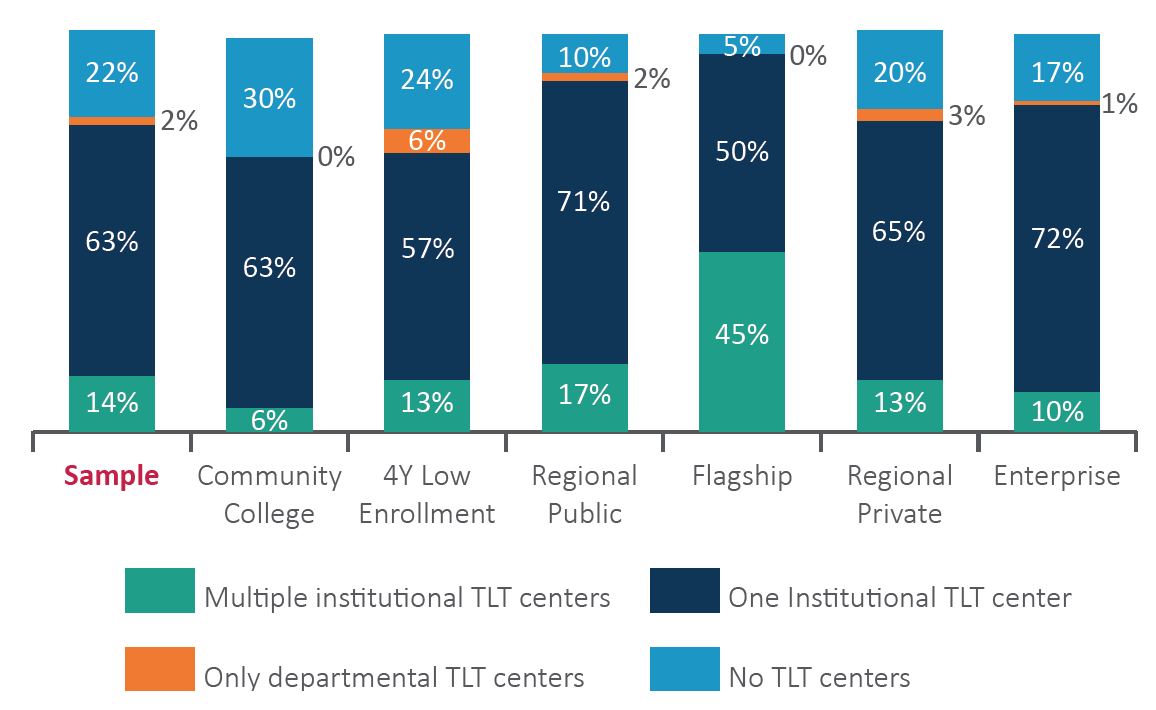 22%
2%
63%
14%
30%
0%
63%
6%
24%
6%
57%
13%
10%
2%
71%
17%
5%
0%
50%
45%
20%
3%
65%
13%
17%
1%
72%
10%
Sample
Community
College
4Y Low
Enrollment
Regional
Public
Flagship
Regional
Private
Enterprise
Multiple institutional TLT centers
One Institutional TLT center
Only departmental TLT centers
No TLT centers